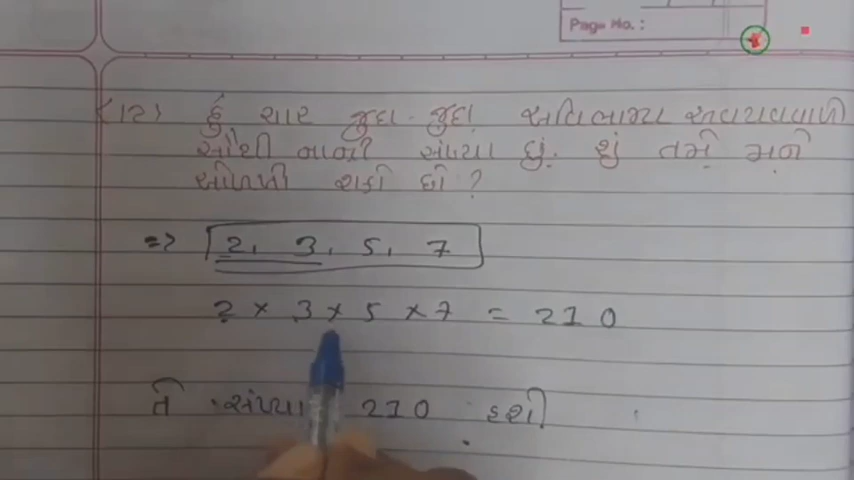 Page No. :
(12) હું ચાર જુદા-જુદા અવિભાજ્ય અવયવવાળી
સૌથી નાની સંખ્યા છું. શું તમે મને
ઓળખી શકો છો ?
=> 2, 3, 5, 7
2 × 3 × 5 × 7 = 210
તે સંખ્યા 210 હશે